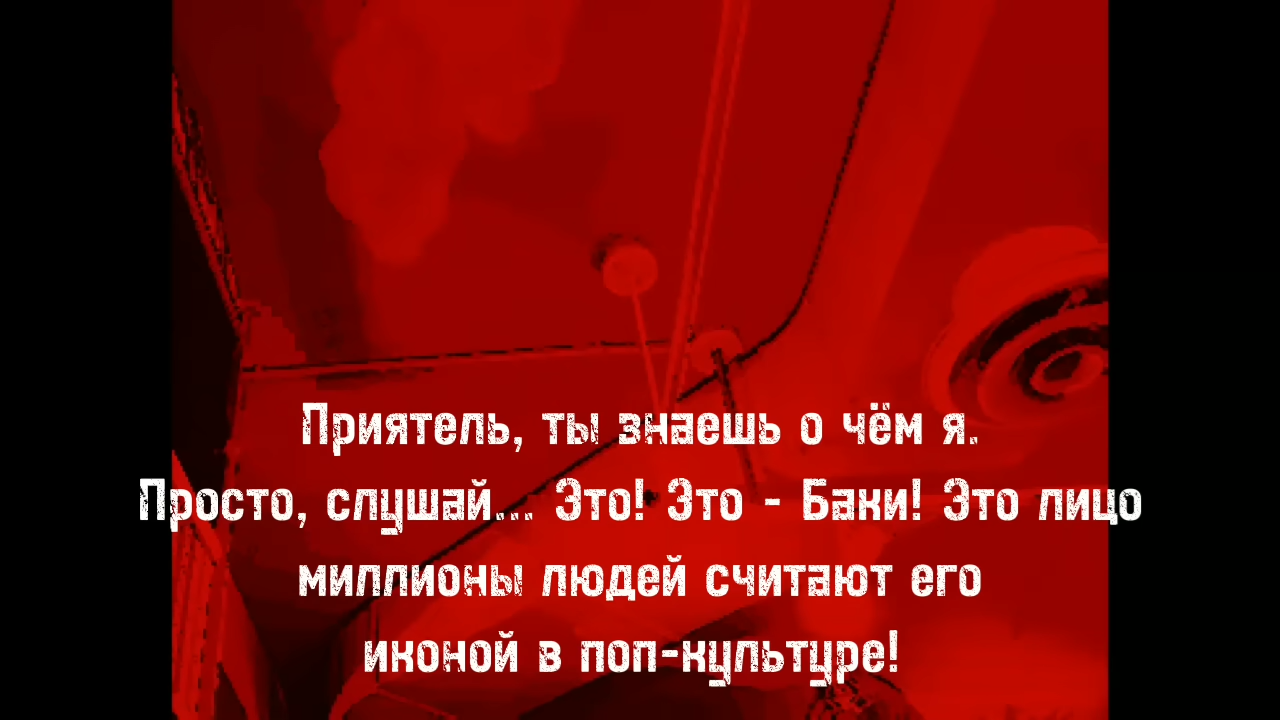 Приятель, ты знаешь о чём я.
Просто, слушай... Это! Это - Баки! Это лицо
миллионы людей считают его
иконой в поп-культуре!